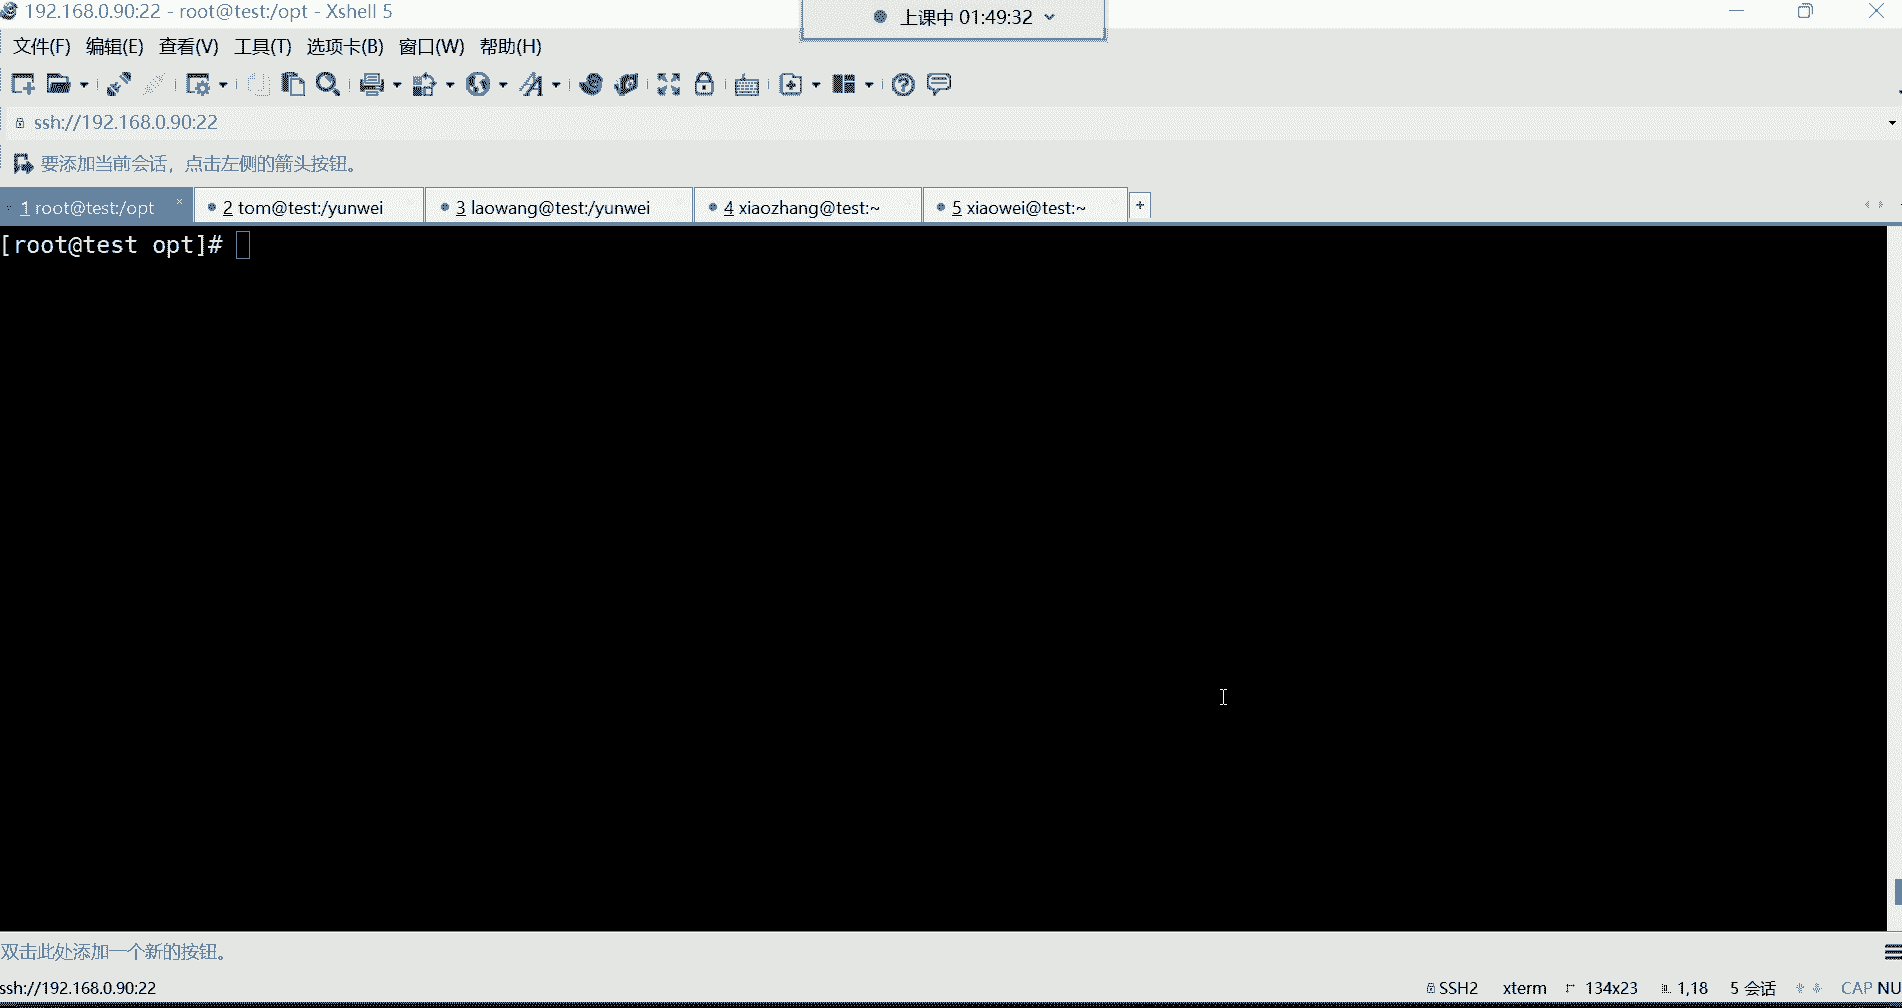 192.168.0.90:22 - root@test:/opt - Xshell 5
上课中 01:49:32
文件(F) 编辑(E) 查看(V) 工具(T) 选项卡(B) 窗口(W) 帮助(H)
ssh://192.168.0.90:22
要添加当前会话，点击左侧的箭头按钮。
1 root@test:/opt 2 tom@test:/yunwei 3 laowang@test:/yunwei 4 xiaozhang@test:~ 5 xiaowei@test:~
[root@test opt]#
双击此处添加一个新的按钮。
ssh://192.168.0.90:22 SSH2 xterm 134x23 1,18 5 会话 CAP NU